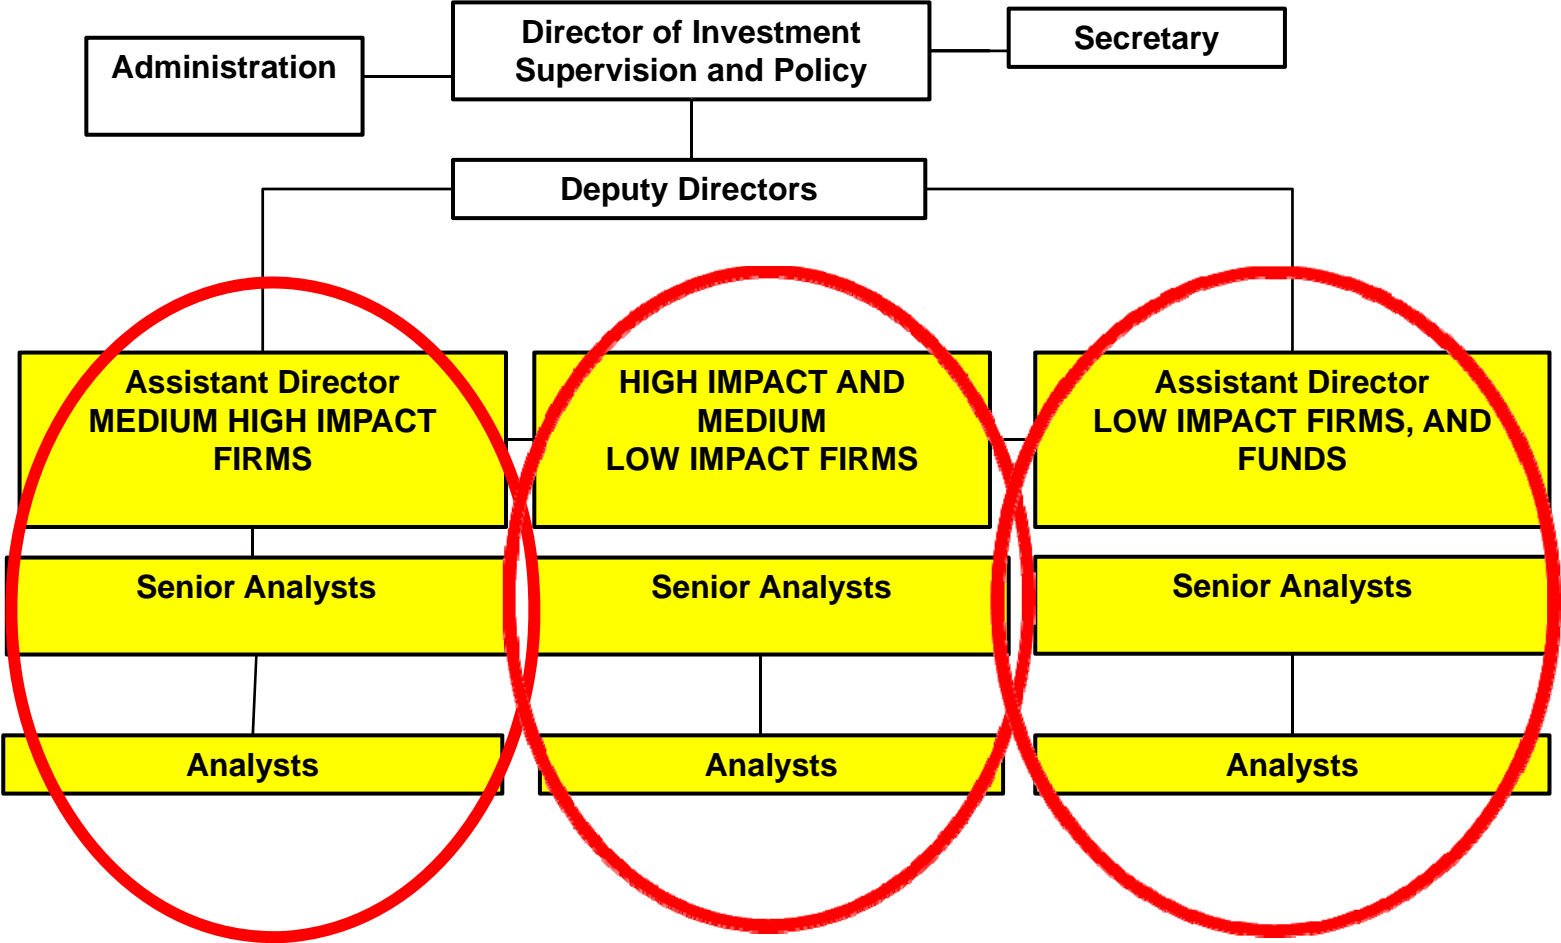 Director of Investment
Supervision and Policy
Administration
Secretary
Deputy Directors
Assistant Director
MEDIUM HIGH IMPACT
FIRMS
HIGH IMPACT AND
MEDIUM
LOW IMPACT FIRMS
Assistant Director
LOW IMPACT FIRMS, AND
FUNDS
Senior Analysts
Senior Analysts
Senior Analysts
Analysts
Analysts
Analysts